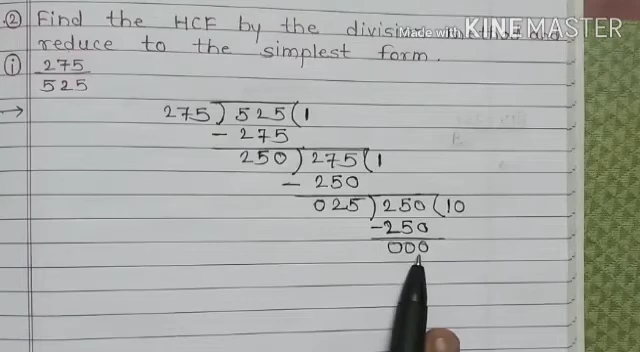 ② Find the HCF by the division
Made with KINEMASTER
reduce to the simplest form.
ⓘ 275
525
→ 275 ) 525 ( 1
- 275
250 ) 275 ( 1
- 250
025 ) 250 ( 10
-250
000